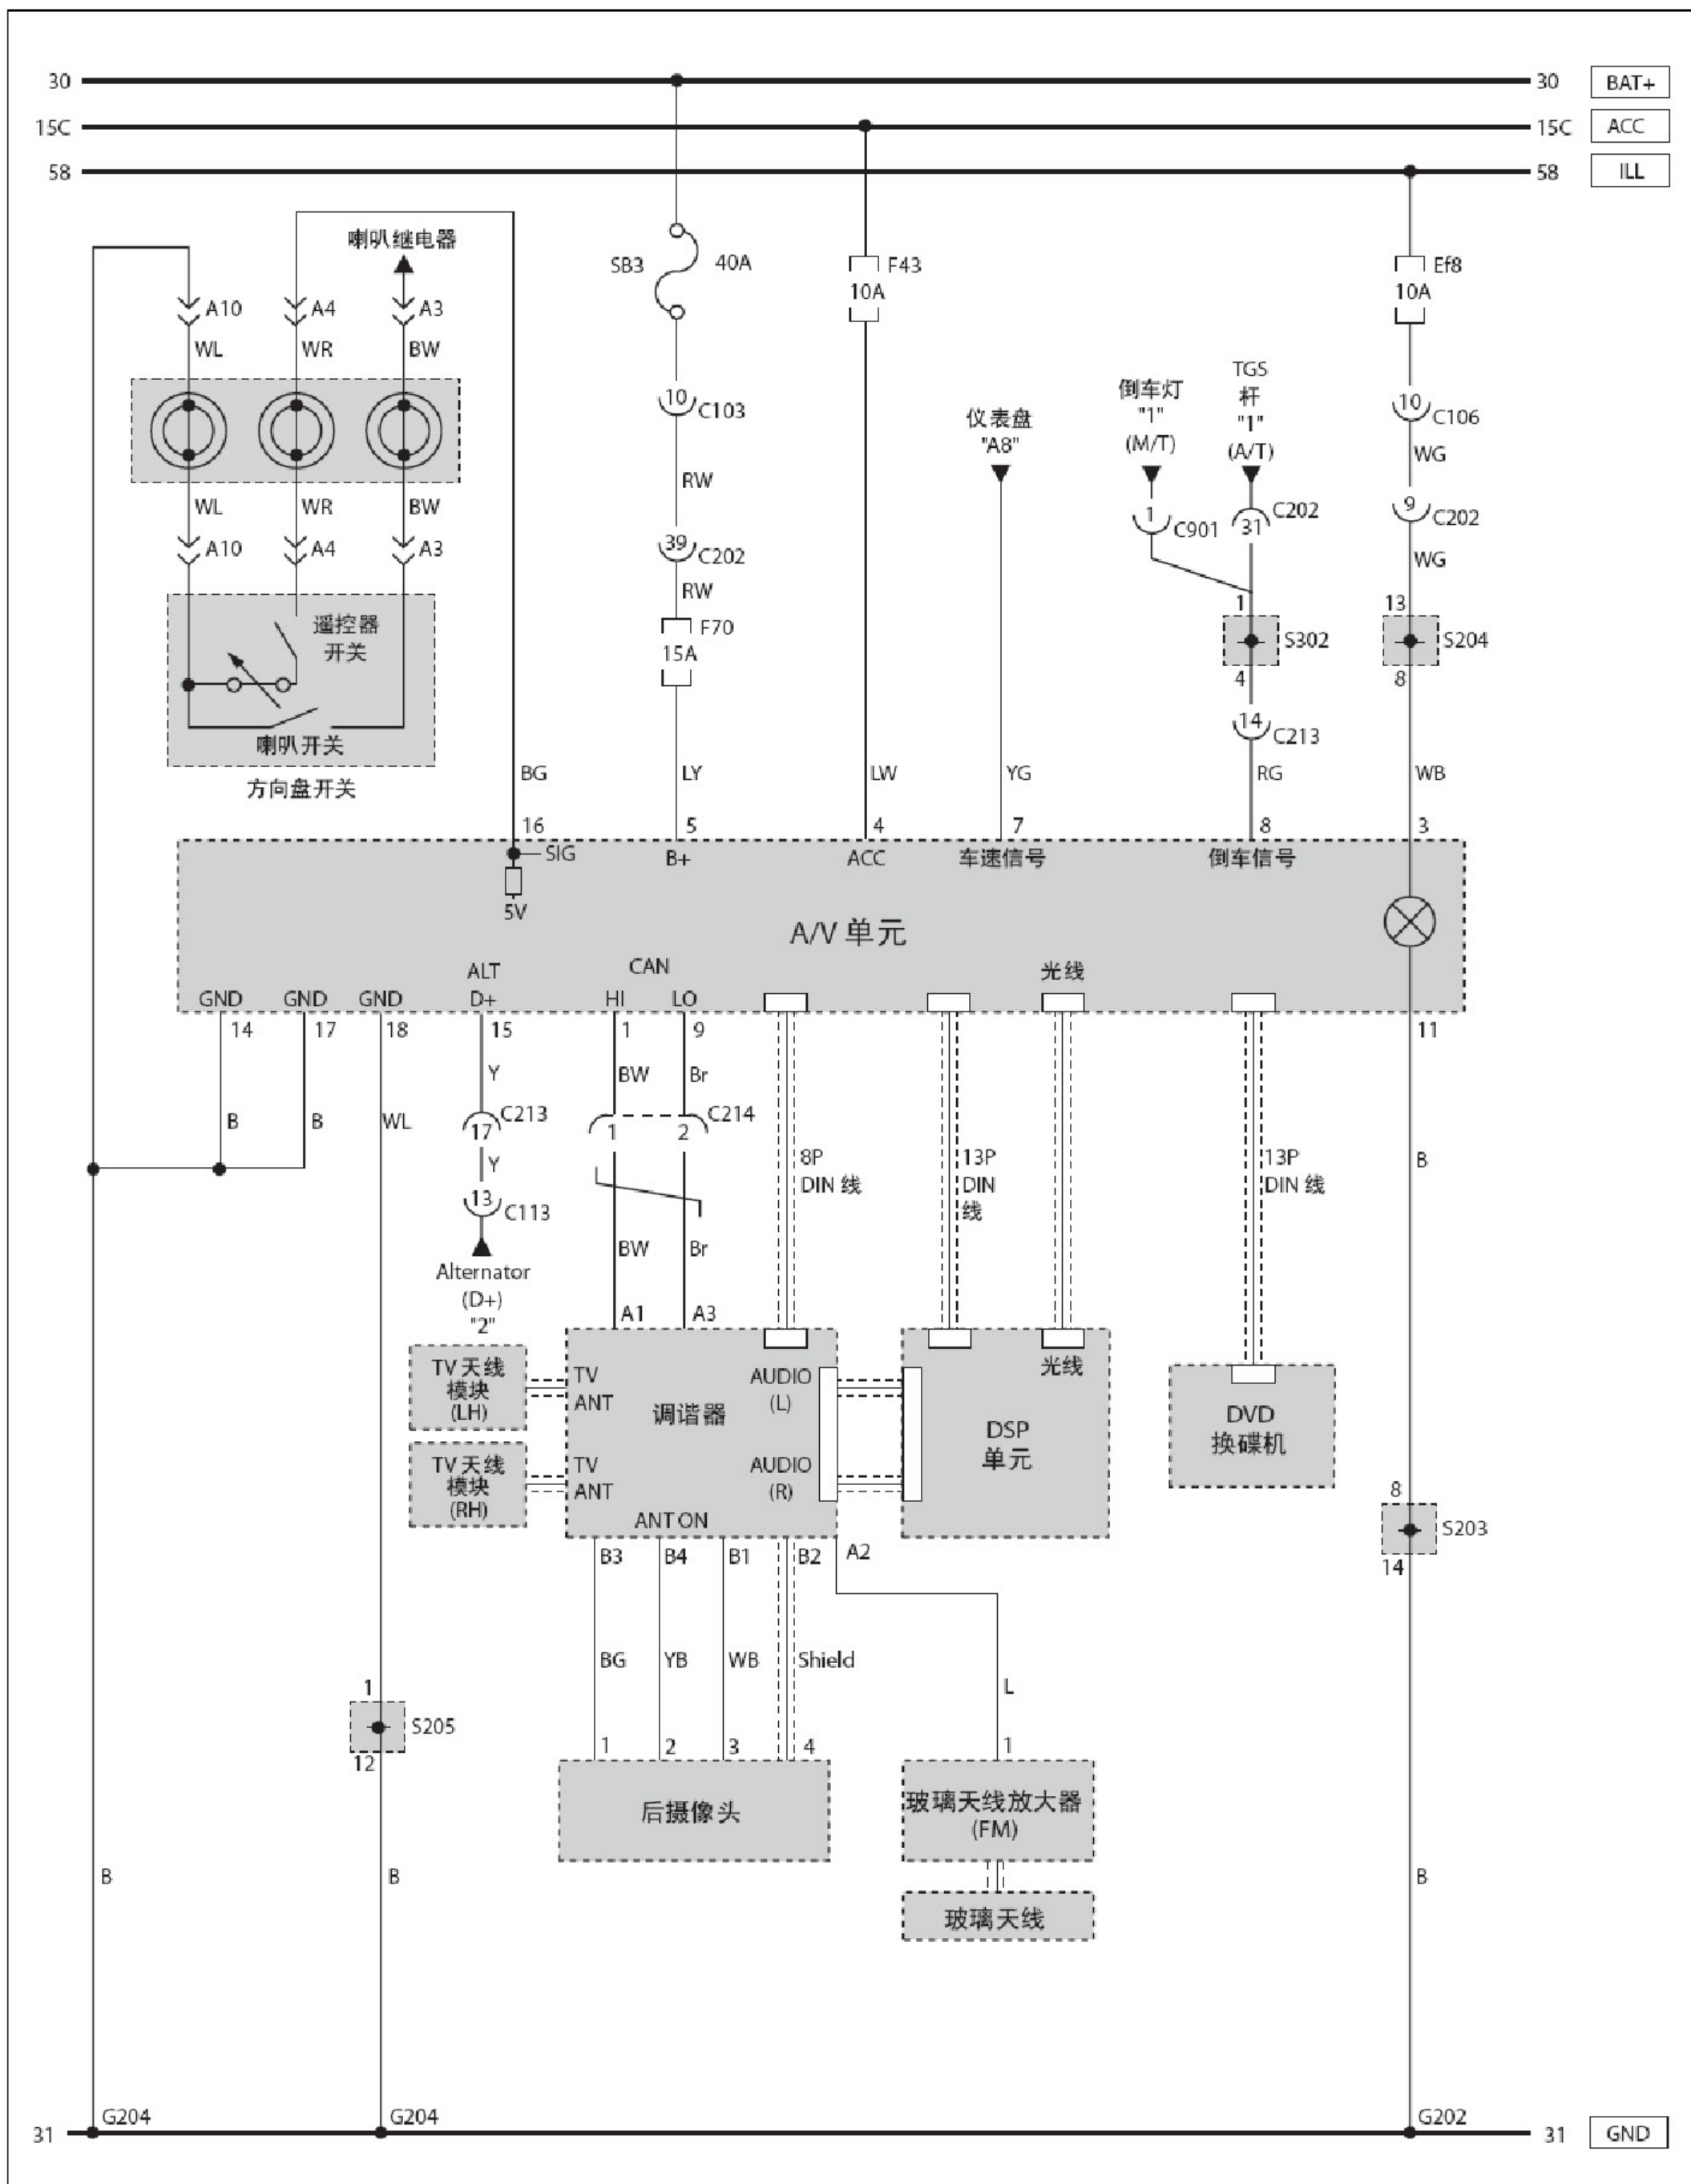 30
30
BAT+
15C
15C
ACC
58
58
ILL
喇叭继电器
SB3
40A
F43
10A
Ef8
10A
A10
A4
A3
WL
WR
BW
10
C103
RW
仪表盘
"A8"
倒车灯
"1"
(M/T)
TGS
杆
"1"
(A/T)
10
C106
WG
WL
WR
BW
A10
A4
A3
39
C202
RW
1
C901
C202
31
9
C202
WG
遥控器
开关
F70
15A
1
S302
4
13
S204
8
喇叭开关
方向盘开关
14
C213
BG
LY
LW
YG
RG
WB
16
5
4
7
8
3
SIG
B+
ACC
车速信号
倒车信号
5V
A/V 单元
ALT
CAN
光线
GND
GND
GND
D+
HI
LO
14
17
18
15
1
9
11
Y
BW
Br
B
B
WL
C213
17
1
2
C214
Y
8P
DIN 线
13P
DIN
线
13P
DIN 线
B
13
C113
BW
Br
Alternator
(D+)
"2"
A1
A3
TV 天线
模块
(LH)
TV
ANT
调谐器
AUDIO
(L)
光线
DSP
单元
DVD
换碟机
TV 天线
模块
(RH)
TV
ANT
AUDIO
(R)
ANT ON
8
S203
14
B3
B4
B1
B2
A2
BG
YB
WB
Shield
L
1
S205
12
1
2
3
4
1
后摄像头
玻璃天线放大器
(FM)
B
B
B
玻璃天线
G204
G204
G202
31
31
GND